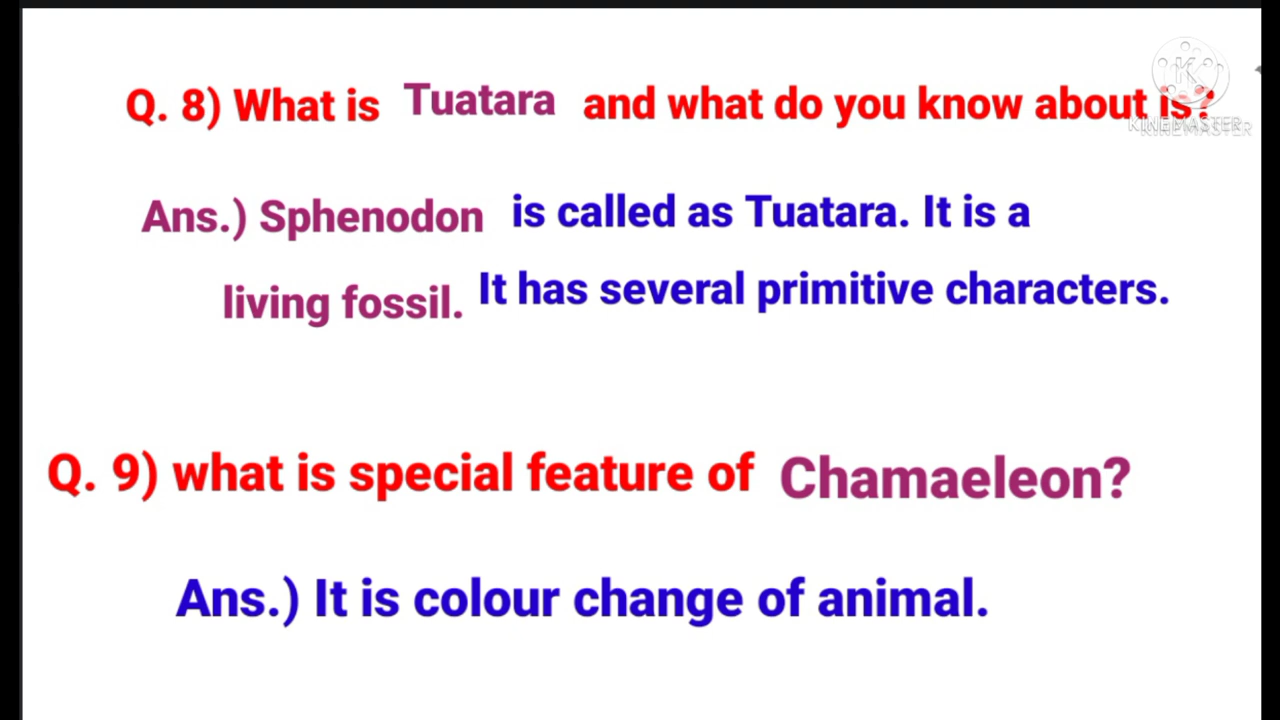 Q. 8) What is Tuatara and what do you know about is?
KINEMASTER
Ans.) Sphenodon is called as Tuatara. It is a
living fossil. It has several primitive characters.
Q. 9) what is special feature of Chamaeleon?
Ans.) It is colour change of animal.